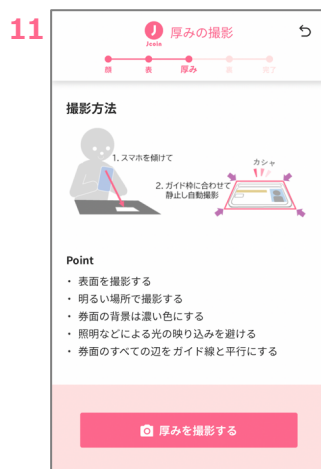 11
J
Jcain
厚みの撮影
顔 表 厚み 裏 完了
撮影方法
1. スマホを傾けて
カシャ
2. ガイド枠に合わせて
静止し自動撮影
Point
・ 表面を撮影する
・ 明るい場所で撮影する
・ 券面の背景は濃い色にする
・ 照明などによる光の映り込みを避ける
・ 券面のすべての辺をガイド線と平行にする
厚みを撮影する